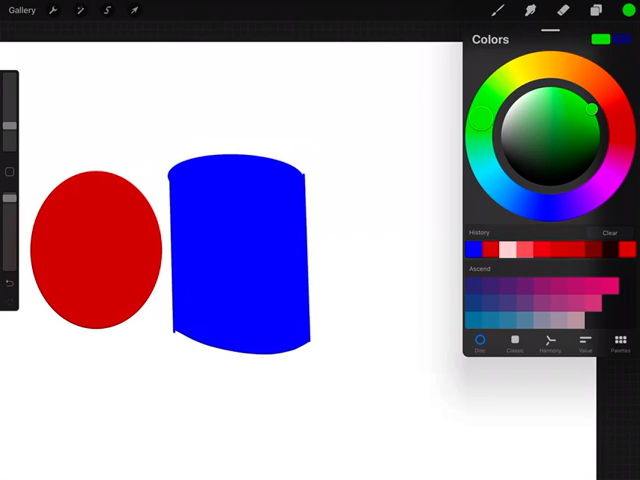 Gallery
Colors
History
Clear
Ascend
Disc
Classic
Harmony
Value
Palettes